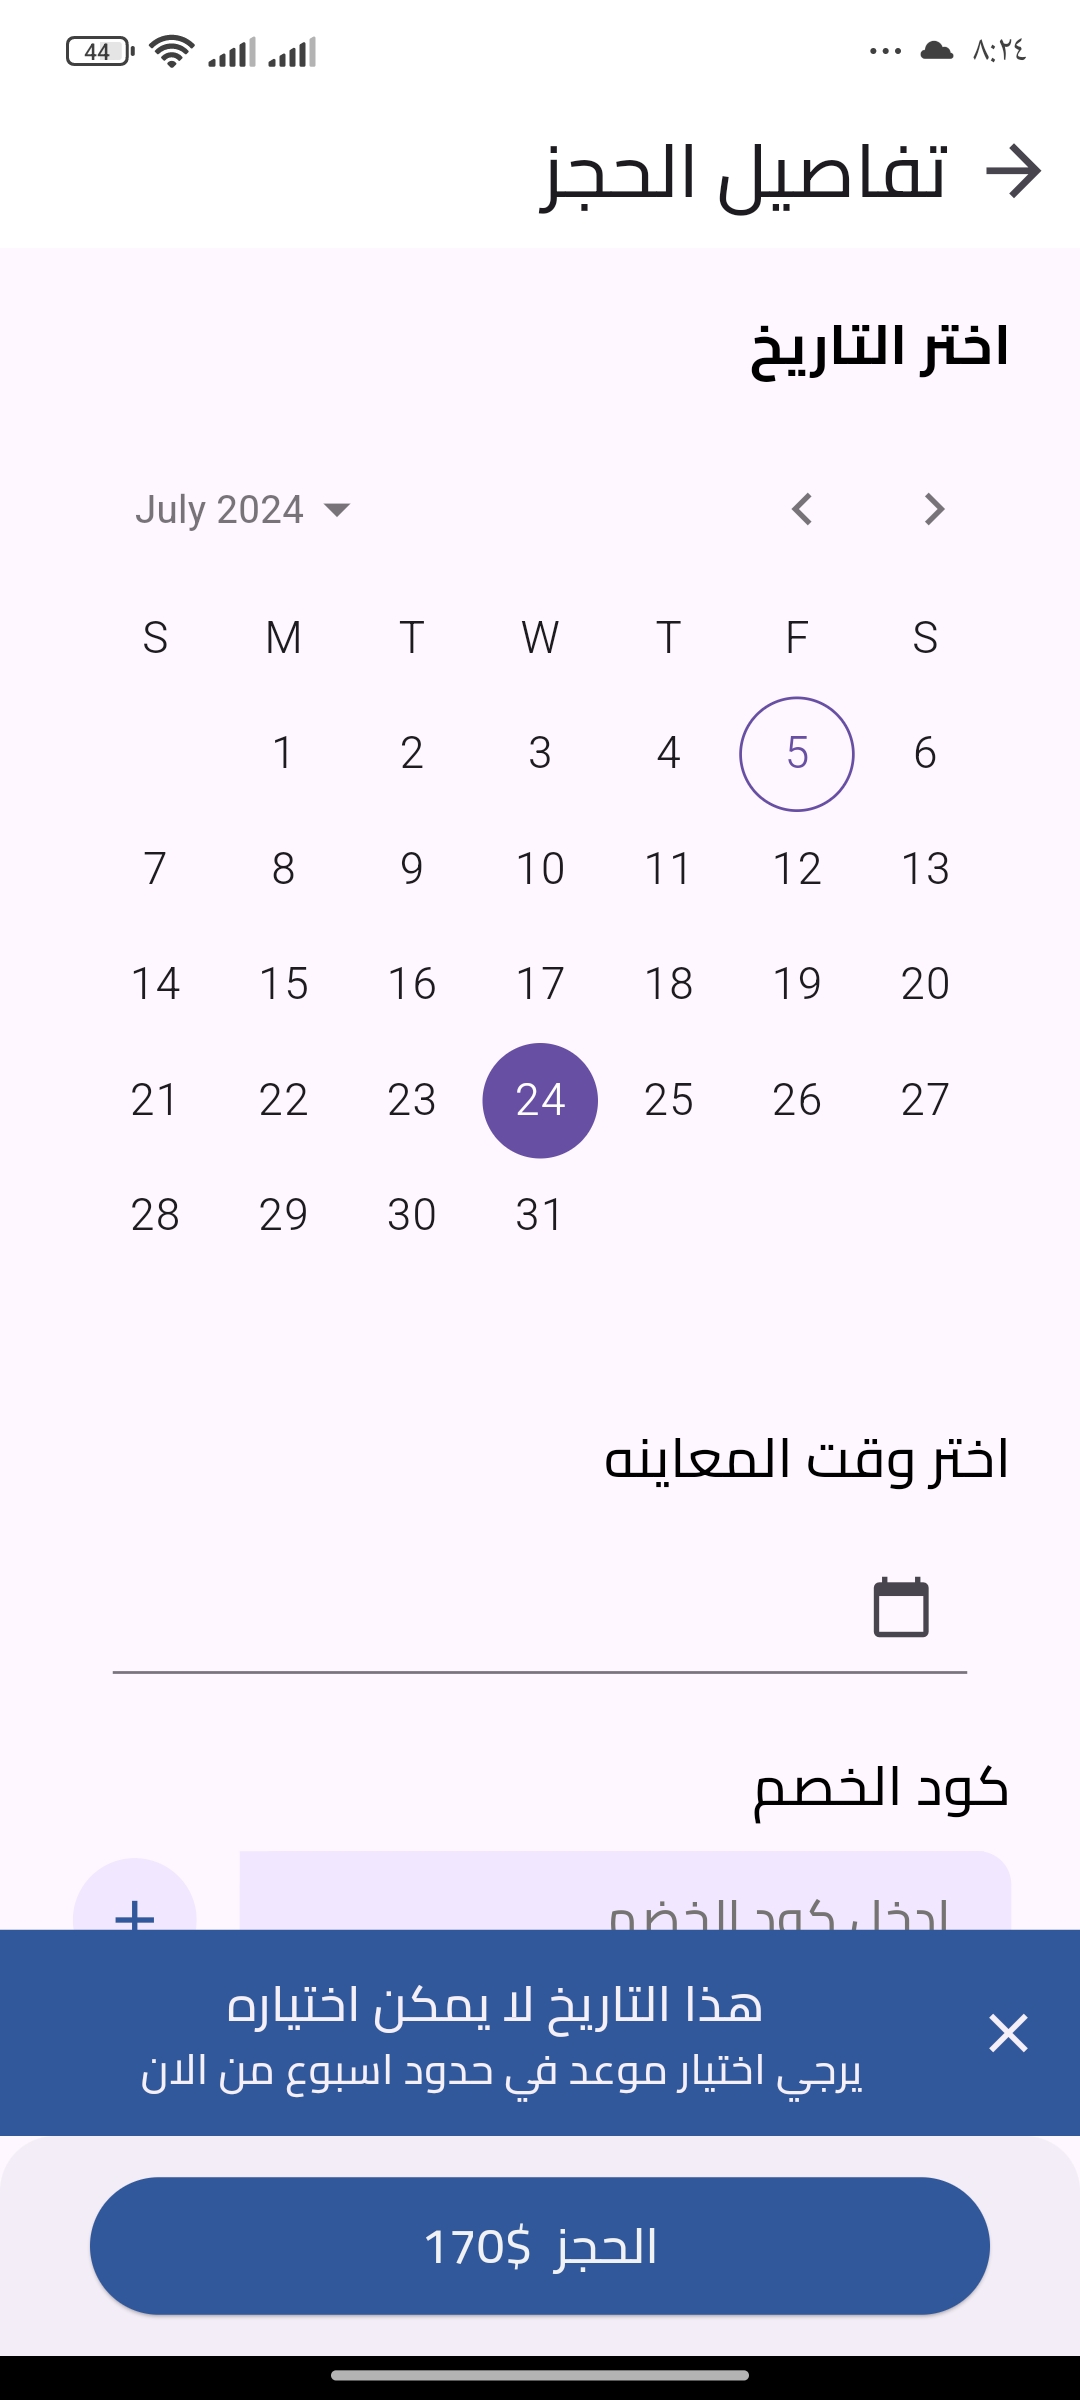 44
٨:٢٤
تفاصيل الحجز
اختر التاريخ
July 2024
S M T W T F S
1 2 3 4 5 6
7 8 9 10 11 12 13
14 15 16 17 18 19 20
21 22 23 24 25 26 27
28 29 30 31
اختر وقت المعاينه
كود الخصم
ادخل كود الخضم
هذا التاريخ لا يمكن اختياره
يرجي اختيار موعد في حدود اسبوع من الان
الحجز 170$